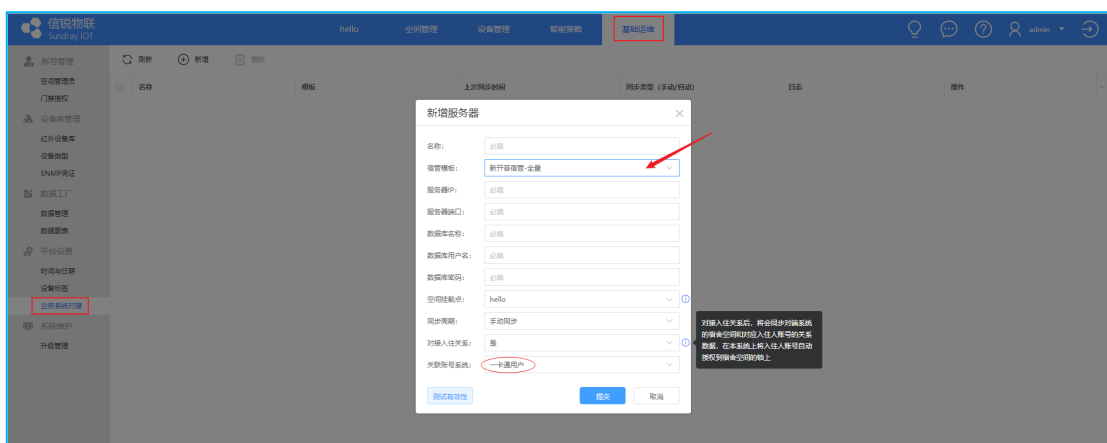 信锐物联
Sundray IOT
hello
空间管理
设备管理
智能策略
基础运维
admin
账号管理
空间管理员
门禁授权
设备库管理
红外设备库
设备类型
SNMP凭证
数据工厂
数据管理
数据图表
平台设置
时间与日期
设备标签
业务系统对接
系统维护
升级管理
刷新
新增
删除
名称
模板
上次同步时间
同步类型 (手动/自动)
日志
操作
新增服务器
名称: 必填
宿管模板: 新开普宿管-全量
服务器IP: 必填
服务器端口: 必填
数据库名称: 必填
数据库用户名: 必填
数据库密码: 必填
空间挂载点: hello
同步周期: 手动同步
对接入住关系: 是
关联账号系统: 一卡通用户
测试有效性
提交
取消
对接入住关系后，将会同步对端系统
的宿舍空间和对应入住人账号的关系
数据，在本系统上将入住人账号自动
授权到宿舍空间的锁上